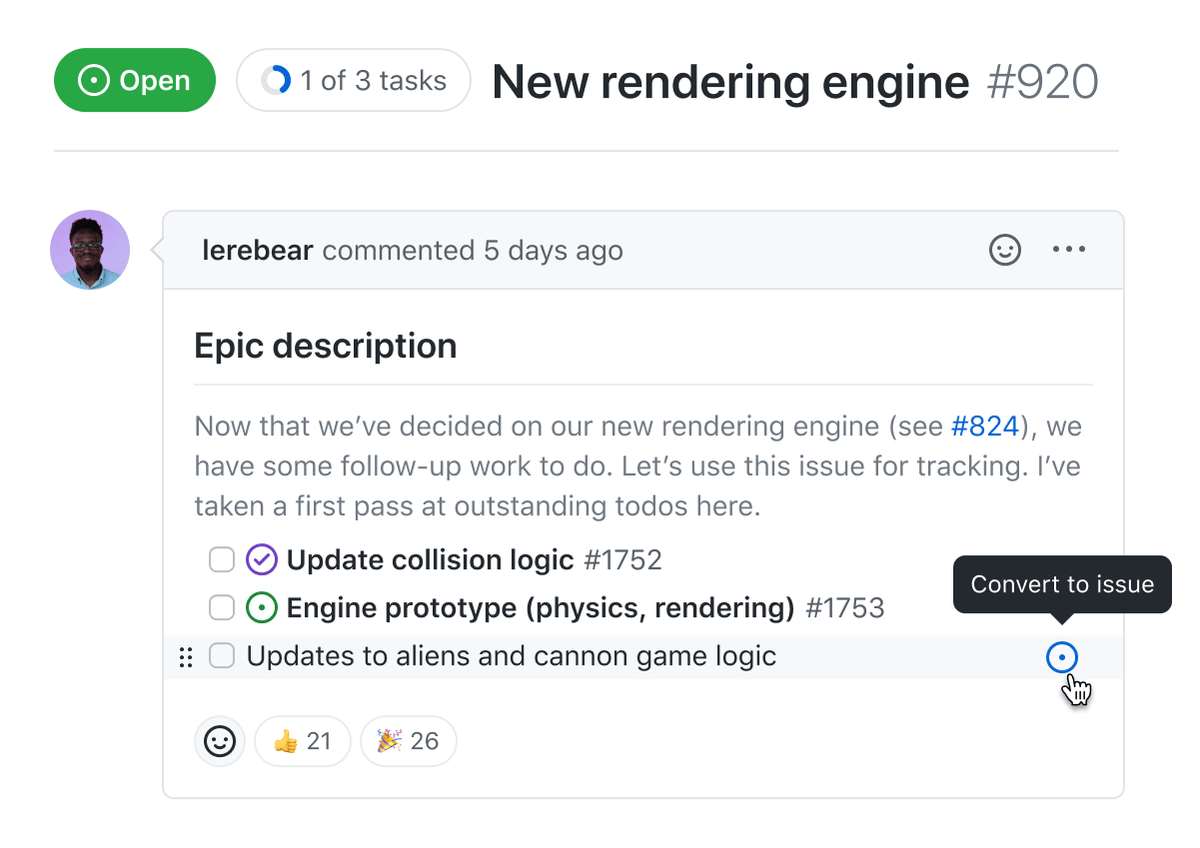 Open 1 of 3 tasks New rendering engine #920
lerebear commented 5 days ago
Epic description
Now that we’ve decided on our new rendering engine (see #824), we
have some follow-up work to do. Let’s use this issue for tracking. I’ve
taken a first pass at outstanding todos here.
Update collision logic #1752
Convert to issue
Engine prototype (physics, rendering) #1753
Updates to aliens and cannon game logic
👍 21 🎉 26